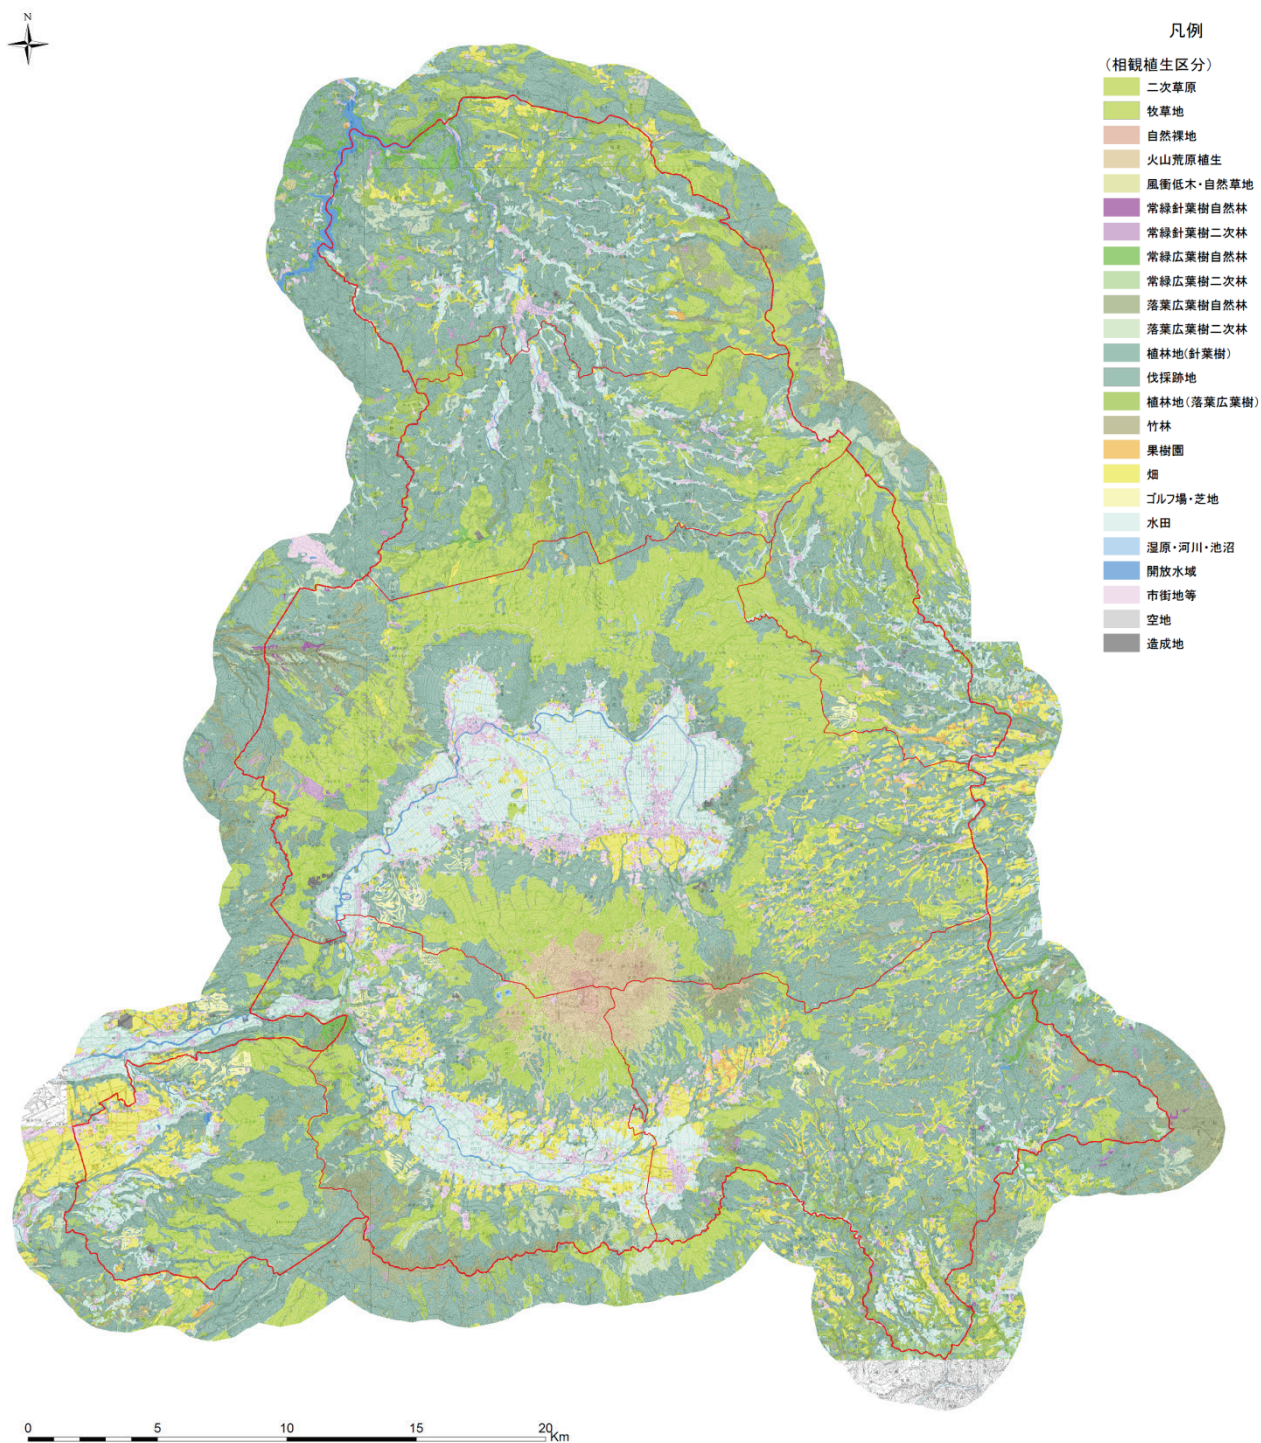 N
凡例
(相観植生区分)
二次草原
牧草地
自然裸地
火山荒原植生
風衝低木・自然草地
常緑針葉樹自然林
常緑針葉樹二次林
常緑広葉樹自然林
常緑広葉樹二次林
落葉広葉樹自然林
落葉広葉樹二次林
植林地(針葉樹)
伐採跡地
植林地(落葉広葉樹)
竹林
果樹園
畑
ゴルフ場・芝地
水田
湿原・河川・池沼
開放水域
市街地等
空地
造成地
0 5 10 15 20
Km